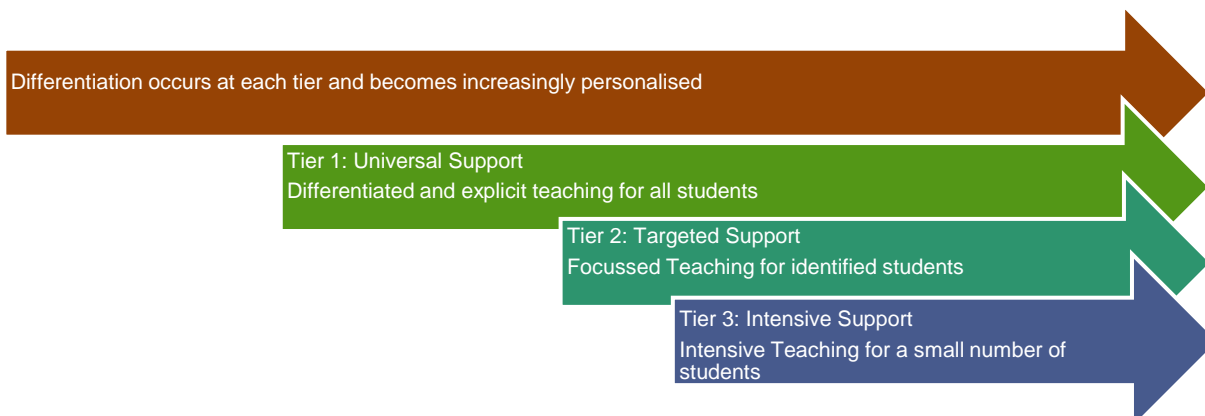 Differentiation occurs at each tier and becomes increasingly personalised
Tier 1: Universal Support
Differentiated and explicit teaching for all students
Tier 2: Targeted Support
Focussed Teaching for identified students
Tier 3: Intensive Support
Intensive Teaching for a small number of
students